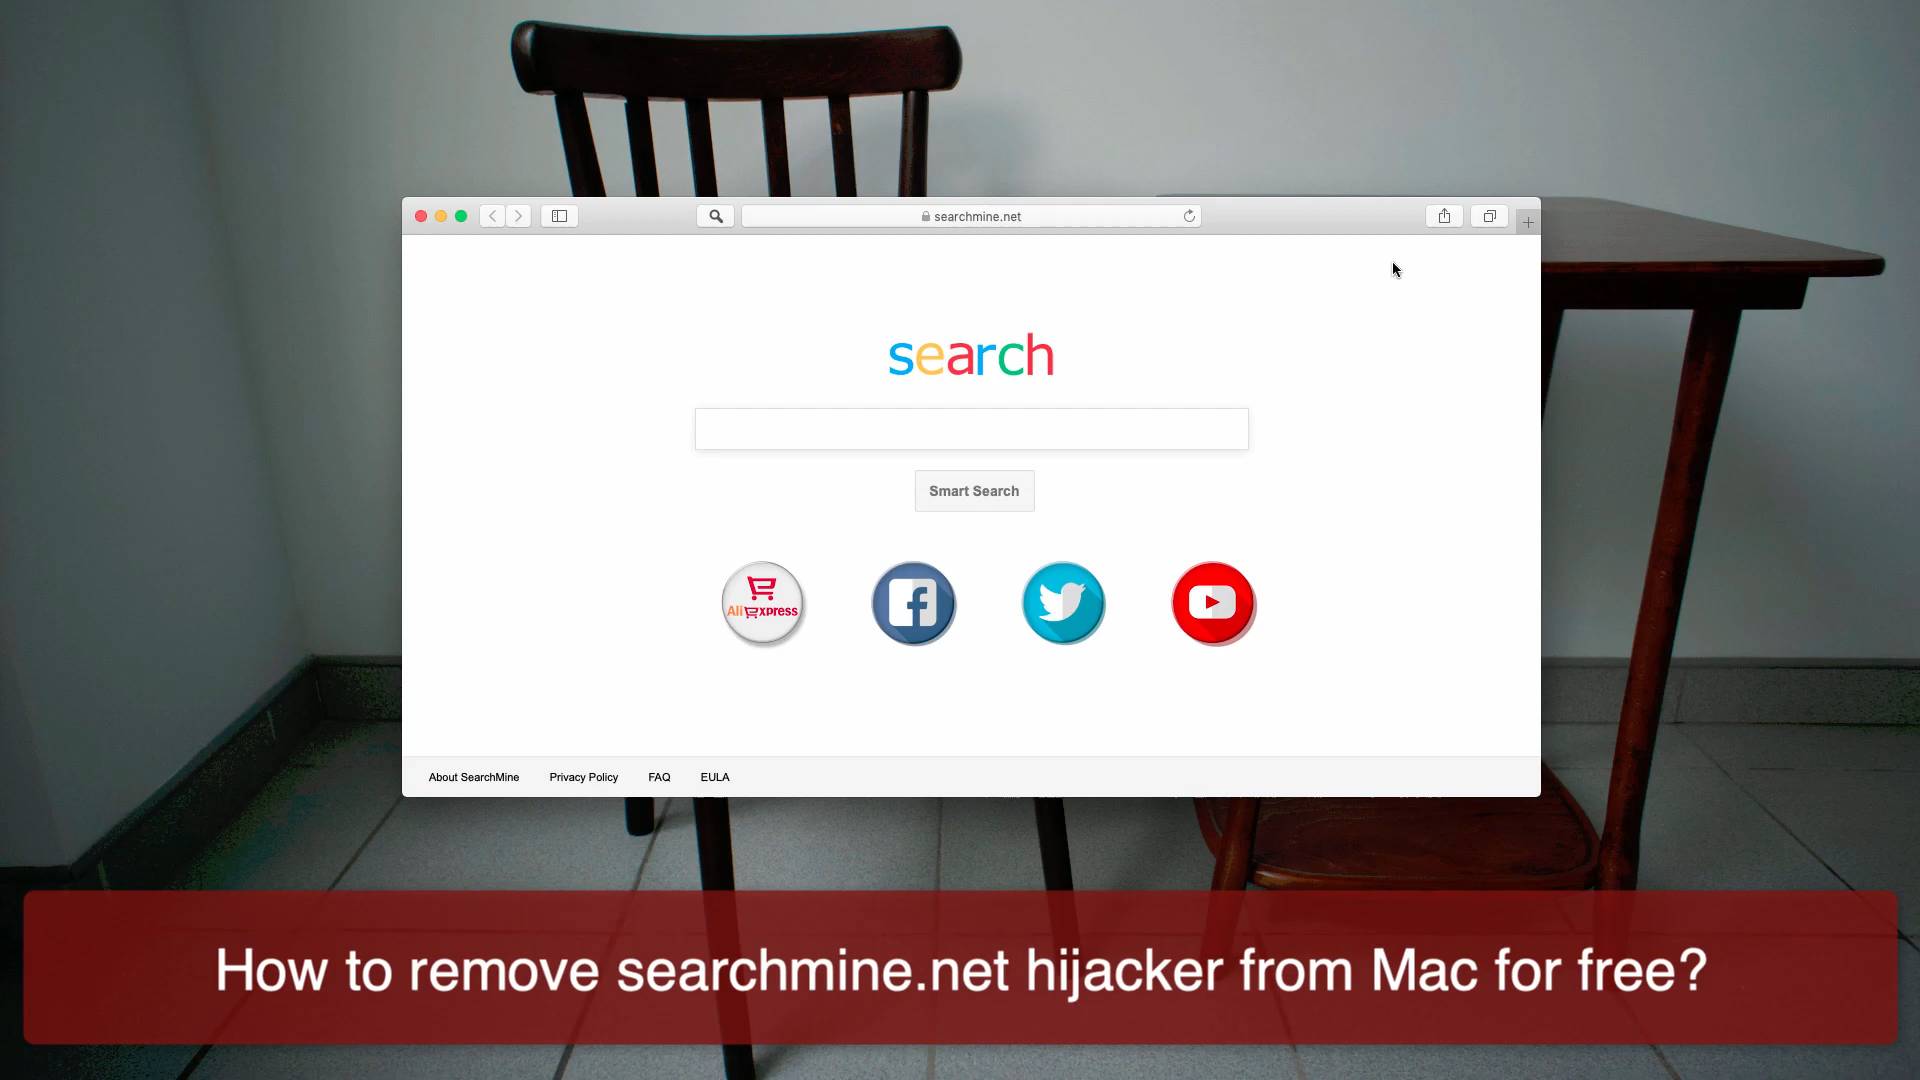 searchmine.net
search
Smart Search
AliExpress
About SearchMine Privacy Policy FAQ EULA
How to remove searchmine.net hijacker from Mac for free?